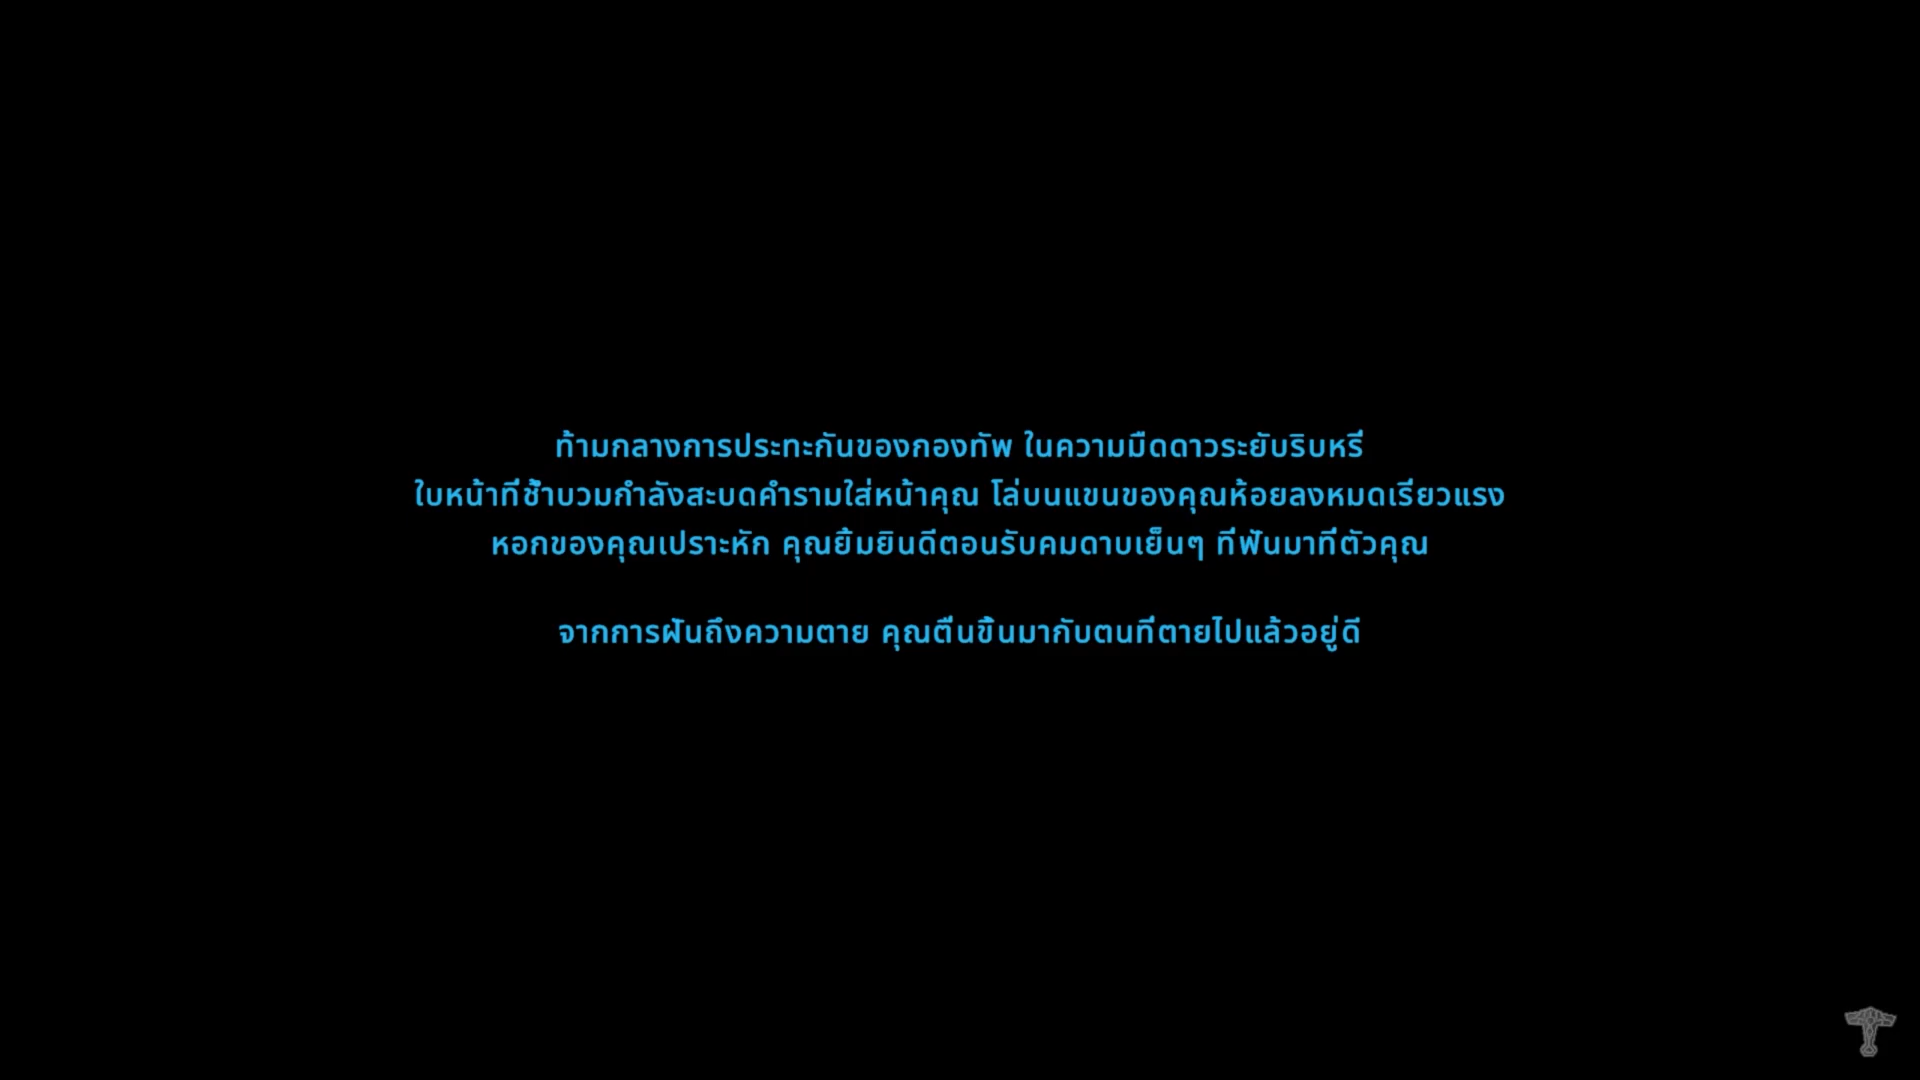 ท้ามกลางการประทะกันของกองทัพ ในความมืดดาวระยับริบหรี่
ใบหน้าที่ช้ำบวมกำลังสะบดคำรามใส่หน้าคุณ โล่บนแขนของคุณห้อยลงหมดเรี่ยวแรง
หอกของคุณเปราะหัก คุณยิ้มยินดีตอนรับคมดาบเย็นๆ ที่ฟันมาที่ตัวคุณ
จากการฝันถึงความตาย คุณตื่นขึ้นมากับตนที่ตายไปแล้วอยู่ดี